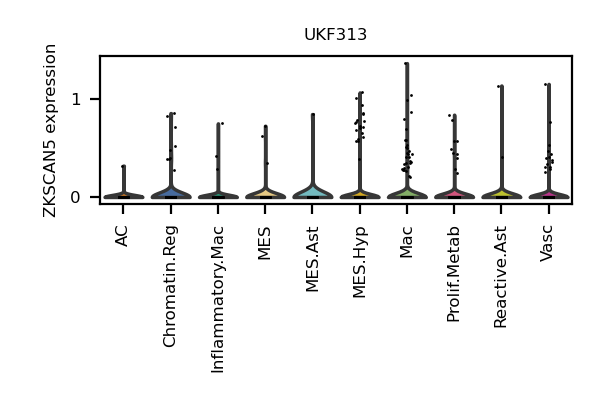 UKF313
ZKSCAN5 expression
1
0
AC
Chromatin.Reg
Inflammatory.Mac
MES
MES.Ast
MES.Hyp
Mac
Prolif.Metab
Reactive.Ast
Vasc